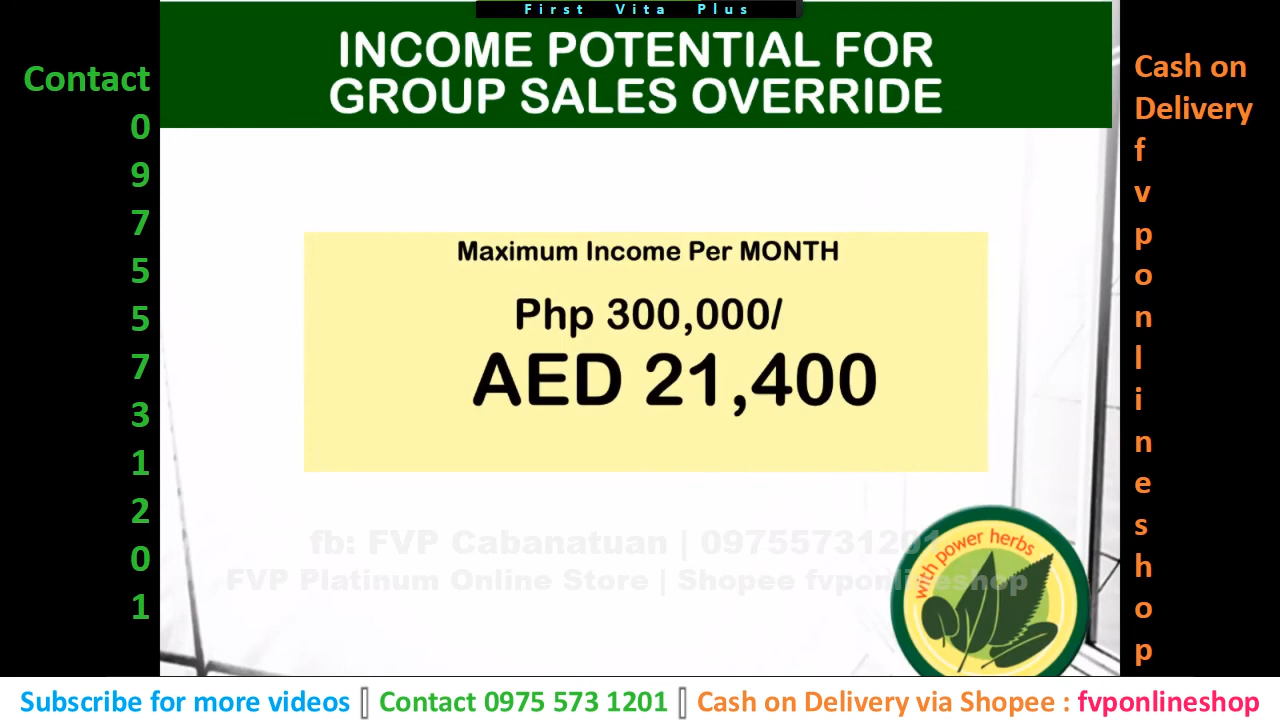 First Vita Plus
INCOME POTENTIAL FOR
GROUP SALES OVERRIDE
Contact
0
9
7
5
5
7
3
1
2
0
1
Maximum Income Per MONTH
Php 300,000/
AED 21,400
fb: FVP Cabanatuan | 09755731201
FVP Platinum Online Store | Shopee fvponlineshop
with power herbs
Cash on
Delivery
f
v
p
o
n
l
i
n
e
s
h
o
p
Subscribe for more videos ▯ Contact 0975 573 1201 ▯ Cash on Delivery via Shopee : fvponlineshop